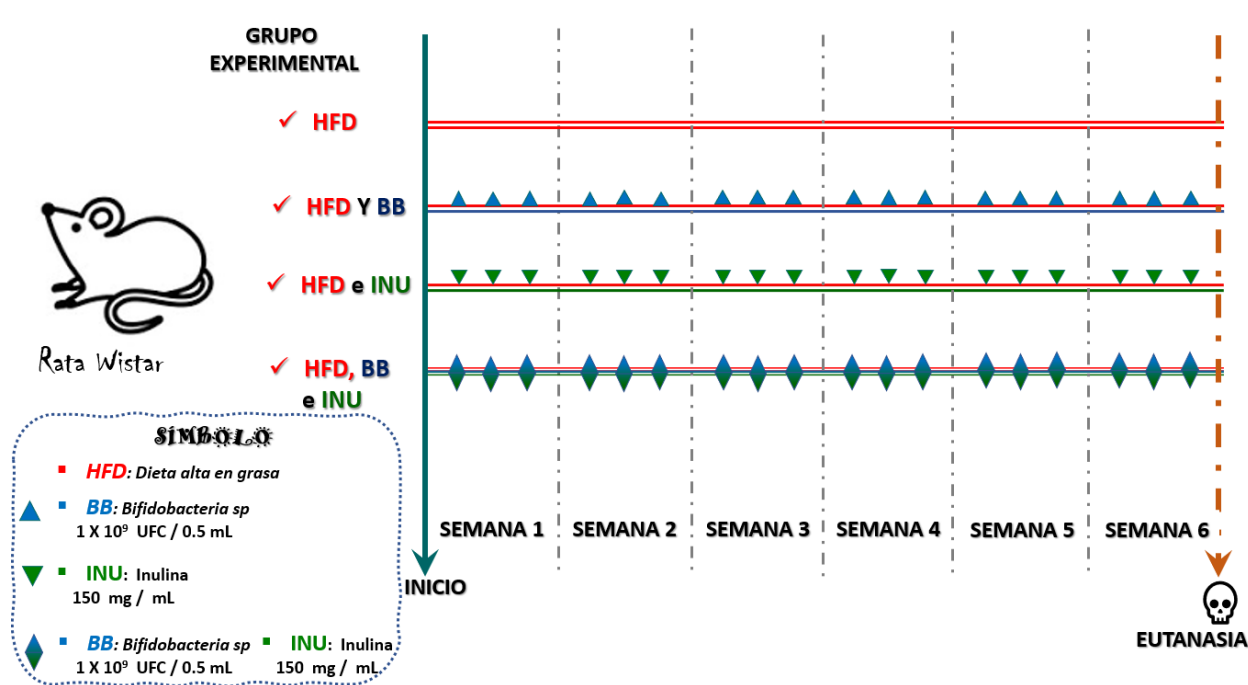 GRUPO
EXPERIMENTAL
✓ HFD
✓ HFD Y BB
✓ HFD e INU
✓ HFD, BB
e INU
Rata Wistar
SÍMBOLO
▪ HFD: Dieta alta en grasa
▪ BB: Bifidobacteria sp
1 X 10⁹ UFC / 0.5 mL
▪ INU: Inulina
150 mg / mL
▪ BB: Bifidobacteria sp ▪ INU: Inulina
1 X 10⁹ UFC / 0.5 mL 150 mg / mL
SEMANA 1 SEMANA 2 SEMANA 3 SEMANA 4 SEMANA 5 SEMANA 6
INICIO
EUTANASIA